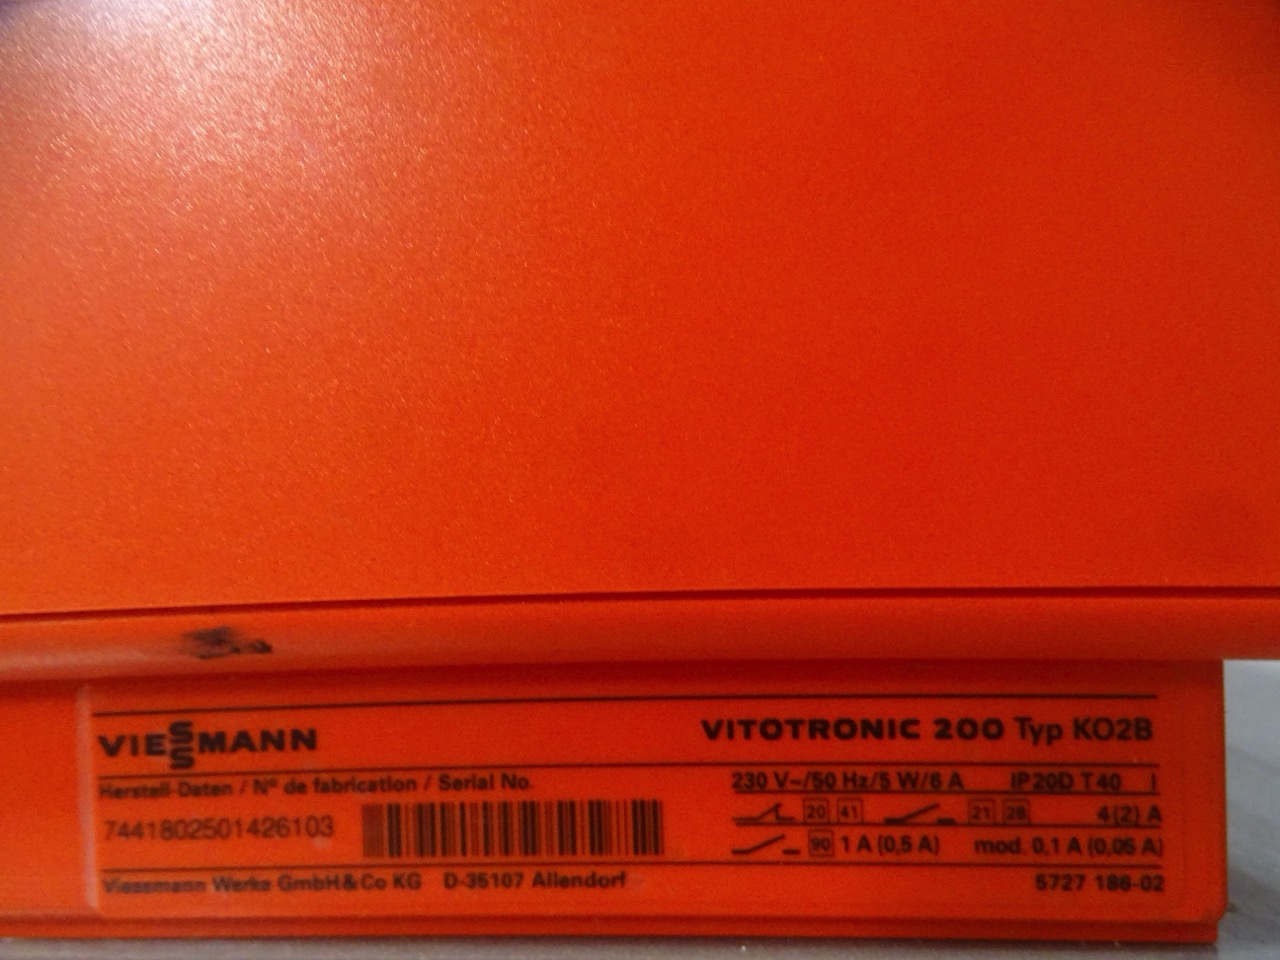 VIESSMANN
VITOTRONIC 200 Typ KO2B
Herstell-Daten / Nº de fabrication / Serial No.
7441802501426103
Viessmann Werke GmbH&Co KG D-35107 Allendorf
230 V~/50 Hz/5 W/6 A IP20D T40 I
20 41 21 28 4(2) A
90 1 A (0,5 A) mod. 0,1 A (0,05 A)
5727 186-02